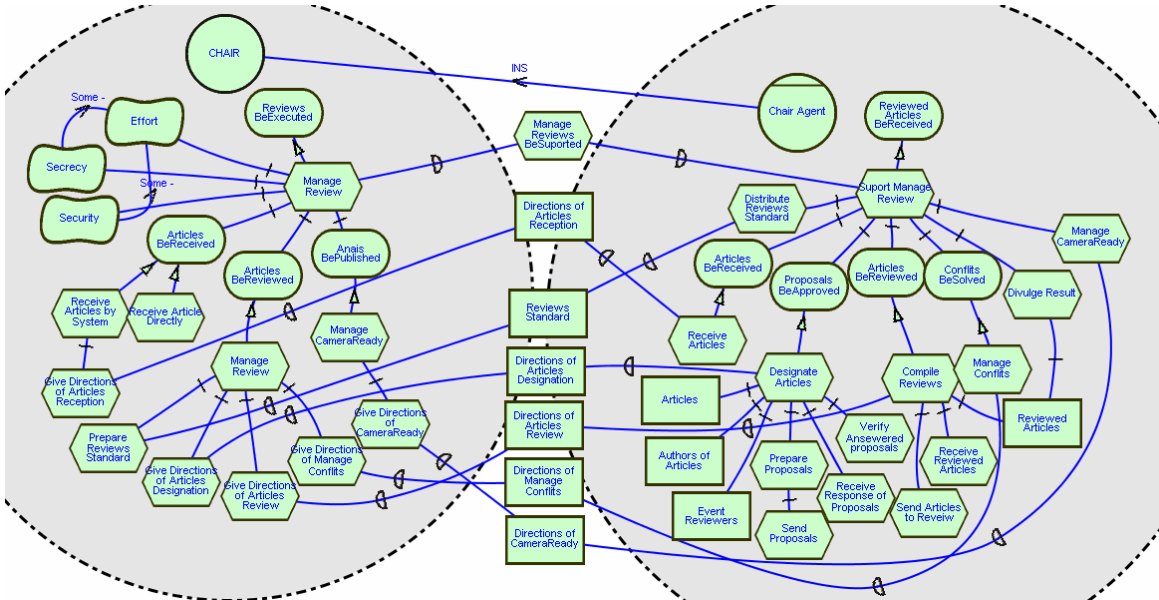 CHAIR
INS
Chair Agent
Reviews
BeExecuted
Some -
Effort
Secrecy
Some -
Security
Manage
Review
Manage
Reviews
BeSuported
Reviewed
Articles
BeReceived
Suport Manage
Review
Distribute
Reviews
Standard
Manage
CameraReady
Directions of
Articles
Reception
Articles
BeReceived
Articles
BeReviewed
Anais
BePublished
Articles
BeReceived
Proposals
BeApproved
Articles
BeReviewed
Conflits
BeSolved
Divulge Result
Receive
Articles by
System
Receive Article
Directly
Manage
CameraReady
Reviews
Standard
Receive
Articles
Manage
Review
Give Directions
of Articles
Reception
Directions of
Articles
Designation
Designate
Articles
Compile
Reviews
Manage
Conflits
Articles
Reviewed
Articles
Give Directions
of
CameraReady
Directions of
Articles
Review
Verify
Ansewered
proposals
Prepare
Reviews
Standard
Give Directions
of Manage
Conflits
Authors of
Articles
Prepare
Proposals
Receive
Reviewed
Articles
Give Directions
of Articles
Designation
Give Directions
of Articles
Review
Directions of
Manage
Conflits
Receive
Response of
Proposals
Send Articles
to Reveiw
Event
Reviewers
Send
Proposals
Directions of
CameraReady